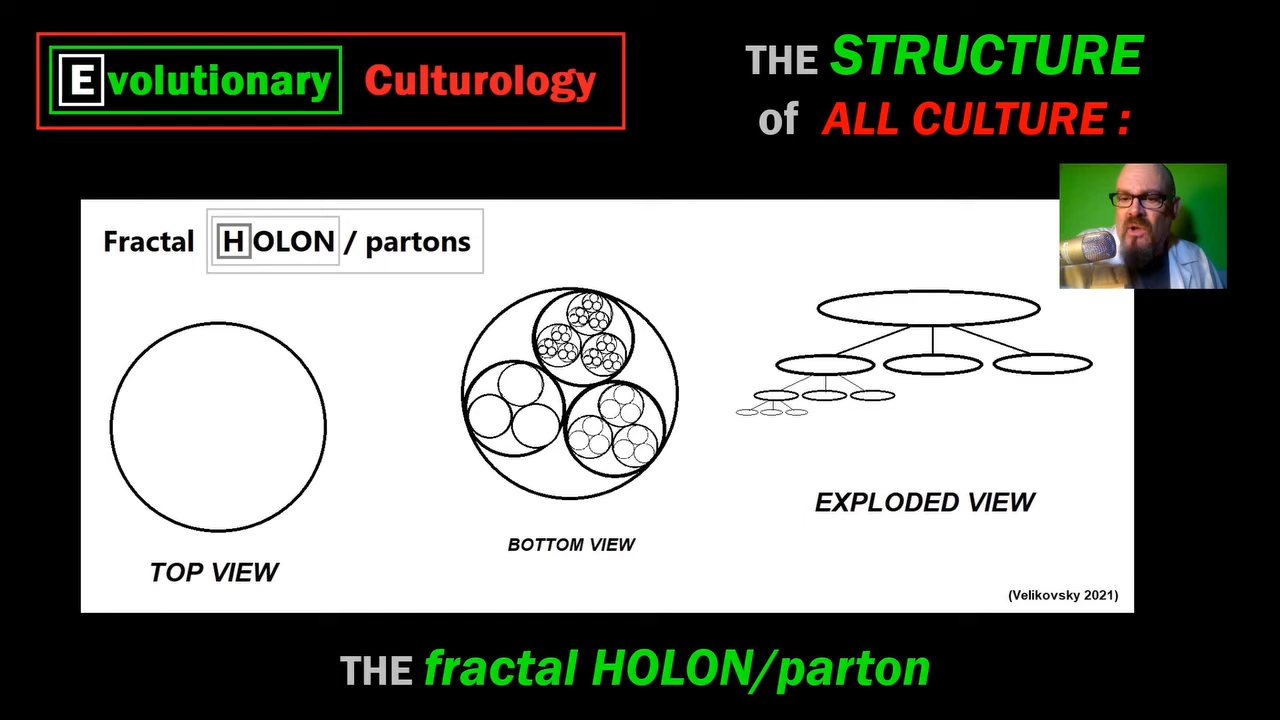 Evolutionary Culturology
THE STRUCTURE
of ALL CULTURE :
Fractal HOLON / partons
TOP VIEW
BOTTOM VIEW
EXPLODED VIEW
(Velikovsky 2021)
THE fractal HOLON/parton